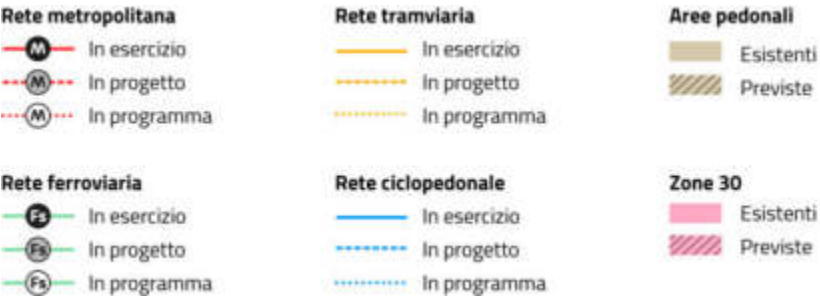 Rete metropolitana
M In esercizio
M In progetto
M In programma
Rete tramviaria
In esercizio
In progetto
In programma
Aree pedonali
Esistenti
Previste
Rete ferroviaria
Fs In esercizio
Fs In progetto
Fs In programma
Rete ciclopedonale
In esercizio
In progetto
In programma
Zone 30
Esistenti
Previste